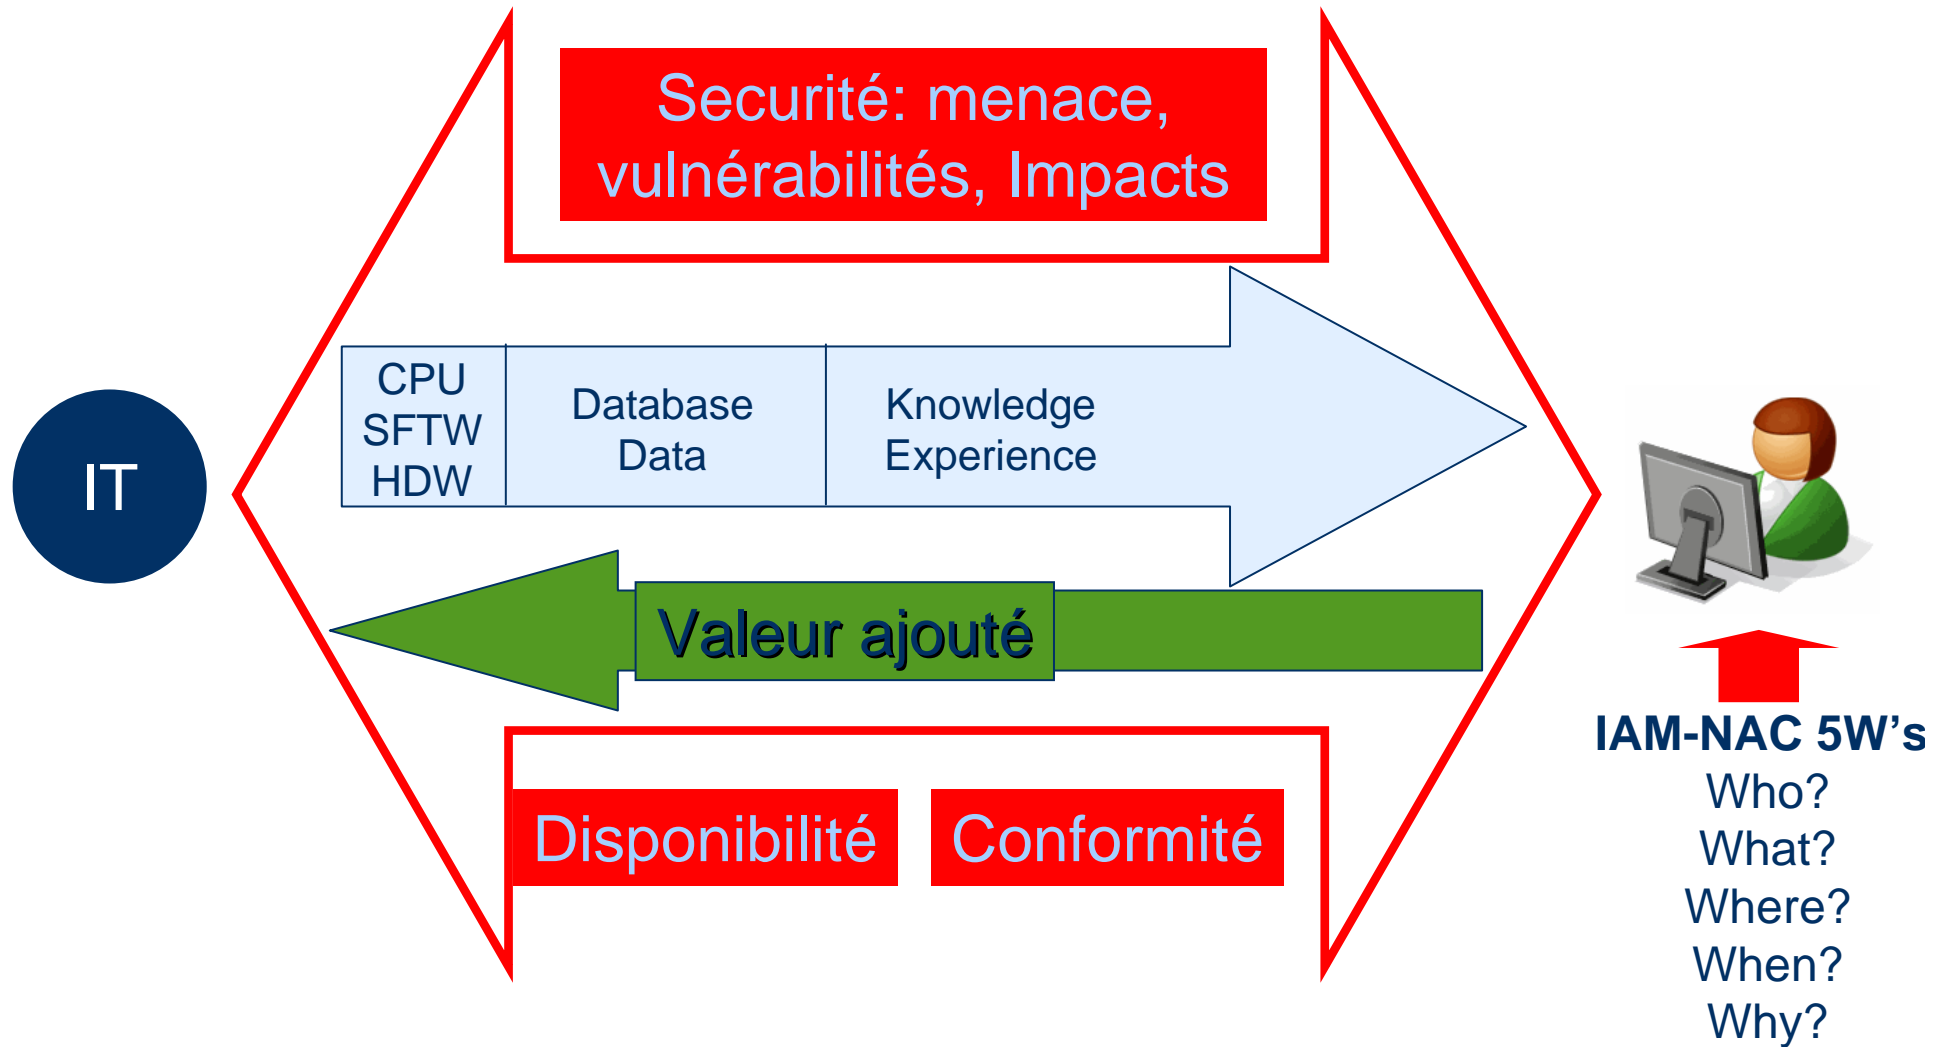 Securité: menace,
vulnérabilités, Impacts
IT
CPU
SFTW
HDW
Database
Data
Knowledge
Experience
Valeur ajouté
Disponibilité
Conformité
IAM-NAC 5W’s
Who?
What?
Where?
When?
Why?